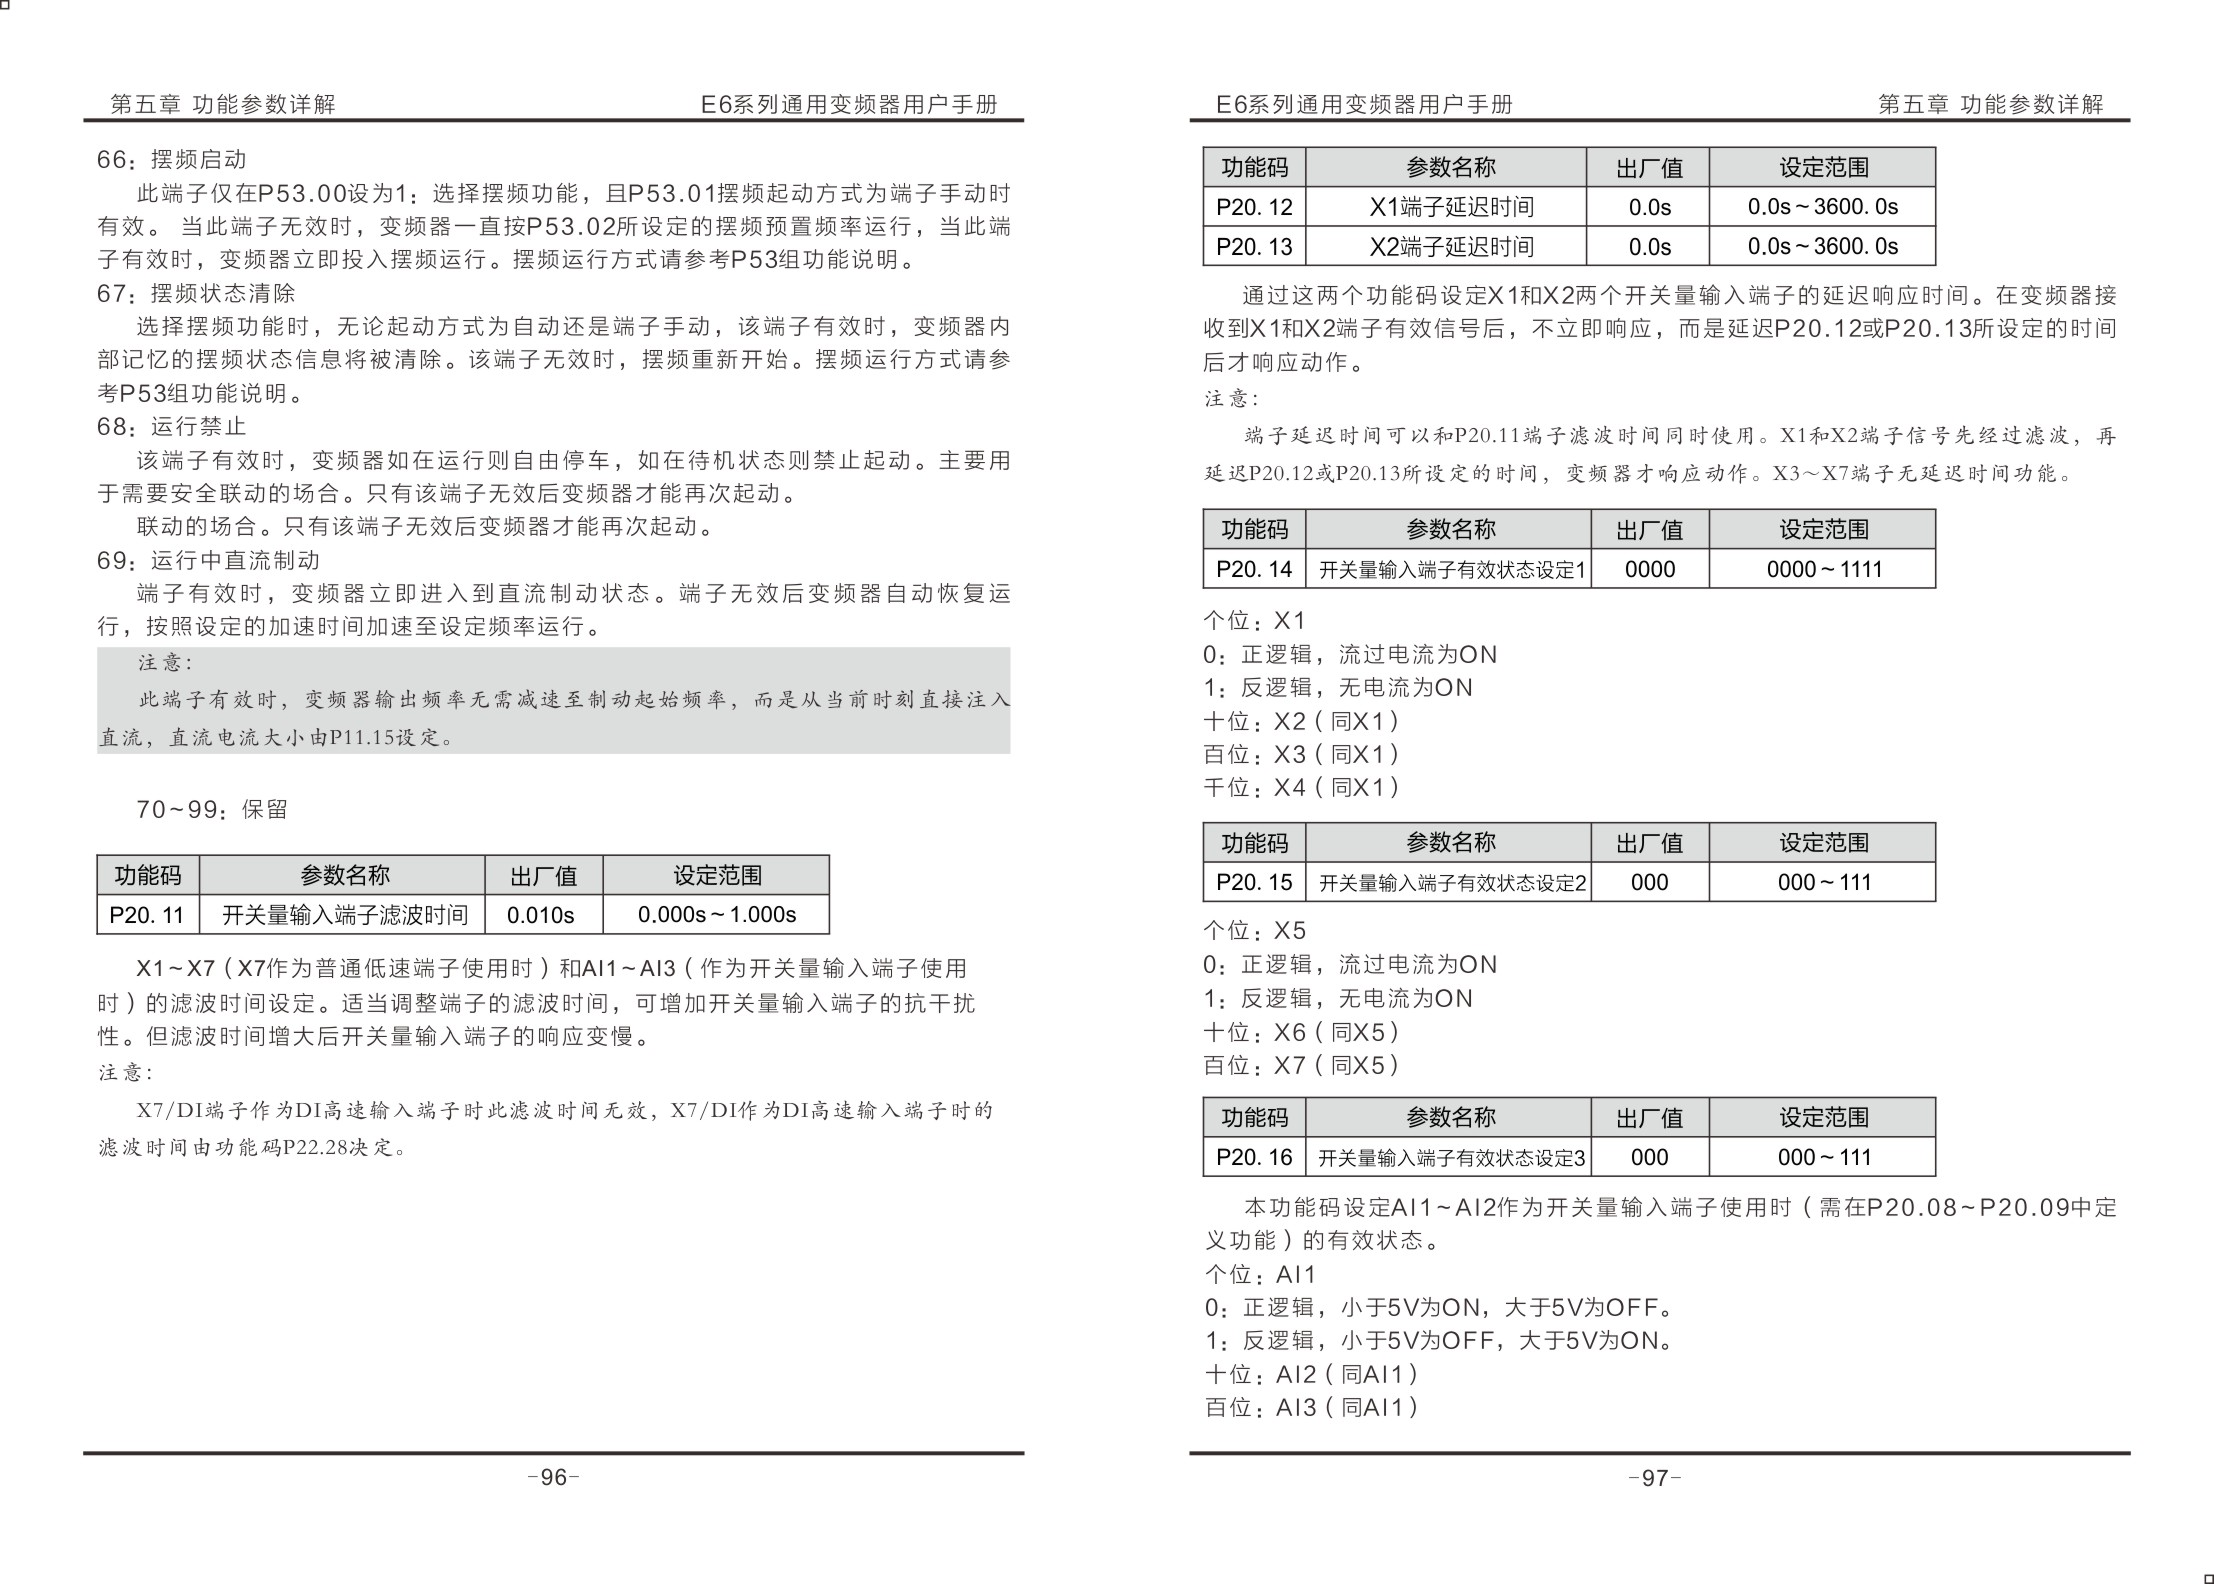 第五章 功能参数详解 E6系列通用变频器用户手册
66：摆频启动
此端子仅在P53.00设为1：选择摆频功能，且P53.01摆频起动方式为端子手动时
有效。 当此端子无效时，变频器一直按P53.02所设定的摆频预置频率运行，当此端
子有效时，变频器立即投入摆频运行。摆频运行方式请参考P53组功能说明。
67：摆频状态清除
选择摆频功能时，无论起动方式为自动还是端子手动，该端子有效时，变频器内
部记忆的摆频状态信息将被清除。该端子无效时，摆频重新开始。摆频运行方式请参
考P53组功能说明。
68：运行禁止
该端子有效时，变频器如在运行则自由停车，如在待机状态则禁止起动。主要用
于需要安全联动的场合。只有该端子无效后变频器才能再次起动。
联动的场合。只有该端子无效后变频器才能再次起动。
69：运行中直流制动
端子有效时，变频器立即进入到直流制动状态。端子无效后变频器自动恢复运
行，按照设定的加速时间加速至设定频率运行。
注意：
此端子有效时，变频器输出频率无需减速至制动起始频率，而是从当前时刻直接注入
直流，直流电流大小由P11.15设定。
70~99：保留
功能码 参数名称 出厂值 设定范围
P20. 11 开关量输入端子滤波时间 0.010s 0.000s~1.000s
X1~X7（X7作为普通低速端子使用时）和AI1~AI3（作为开关量输入端子使用
时）的滤波时间设定。适当调整端子的滤波时间，可增加开关量输入端子的抗干扰
性。但滤波时间增大后开关量输入端子的响应变慢。
注意：
X7/DI端子作为DI高速输入端子时此滤波时间无效，X7/DI作为DI高速输入端子时的
滤波时间由功能码P22.28决定。
-96-
E6系列通用变频器用户手册 第五章 功能参数详解
功能码 参数名称 出厂值 设定范围
P20. 12 X1端子延迟时间 0.0s 0.0s~3600. 0s
P20. 13 X2端子延迟时间 0.0s 0.0s~3600. 0s
通过这两个功能码设定X1和X2两个开关量输入端子的延迟响应时间。在变频器接
收到X1和X2端子有效信号后，不立即响应，而是延迟P20.12或P20.13所设定的时间
后才响应动作。
注意：
端子延迟时间可以和P20.11端子滤波时间同时使用。X1和X2端子信号先经过滤波，再
延迟P20.12或P20.13所设定的时间，变频器才响应动作。X3～X7端子无延迟时间功能。
功能码 参数名称 出厂值 设定范围
P20. 14 开关量输入端子有效状态设定1 0000 0000~1111
个位：X1
0：正逻辑，流过电流为ON
1：反逻辑，无电流为ON
十位：X2（同X1）
百位：X3（同X1）
千位：X4（同X1）
功能码 参数名称 出厂值 设定范围
P20. 15 开关量输入端子有效状态设定2 000 000~111
个位：X5
0：正逻辑，流过电流为ON
1：反逻辑，无电流为ON
十位：X6（同X5）
百位：X7（同X5）
功能码 参数名称 出厂值 设定范围
P20. 16 开关量输入端子有效状态设定3 000 000~111
本功能码设定AI1~AI2作为开关量输入端子使用时（需在P20.08~P20.09中定
义功能）的有效状态。
个位：AI1
0：正逻辑，小于5V为ON，大于5V为OFF。
1：反逻辑，小于5V为OFF，大于5V为ON。
十位：AI2（同AI1）
百位：AI3（同AI1）
-97-